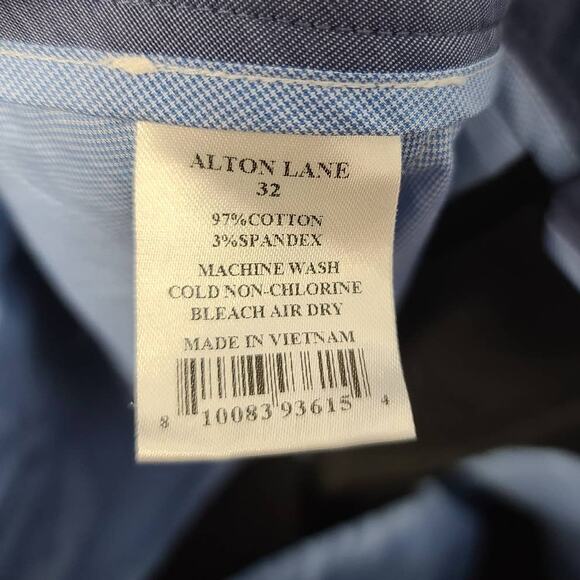 ALTON LANE
32
97%COTTON
3%SPANDEX
MACHINE WASH
COLD NON-CHLORINE
BLEACH AIR DRY
MADE IN VIETNAM
8 10083 93615 4